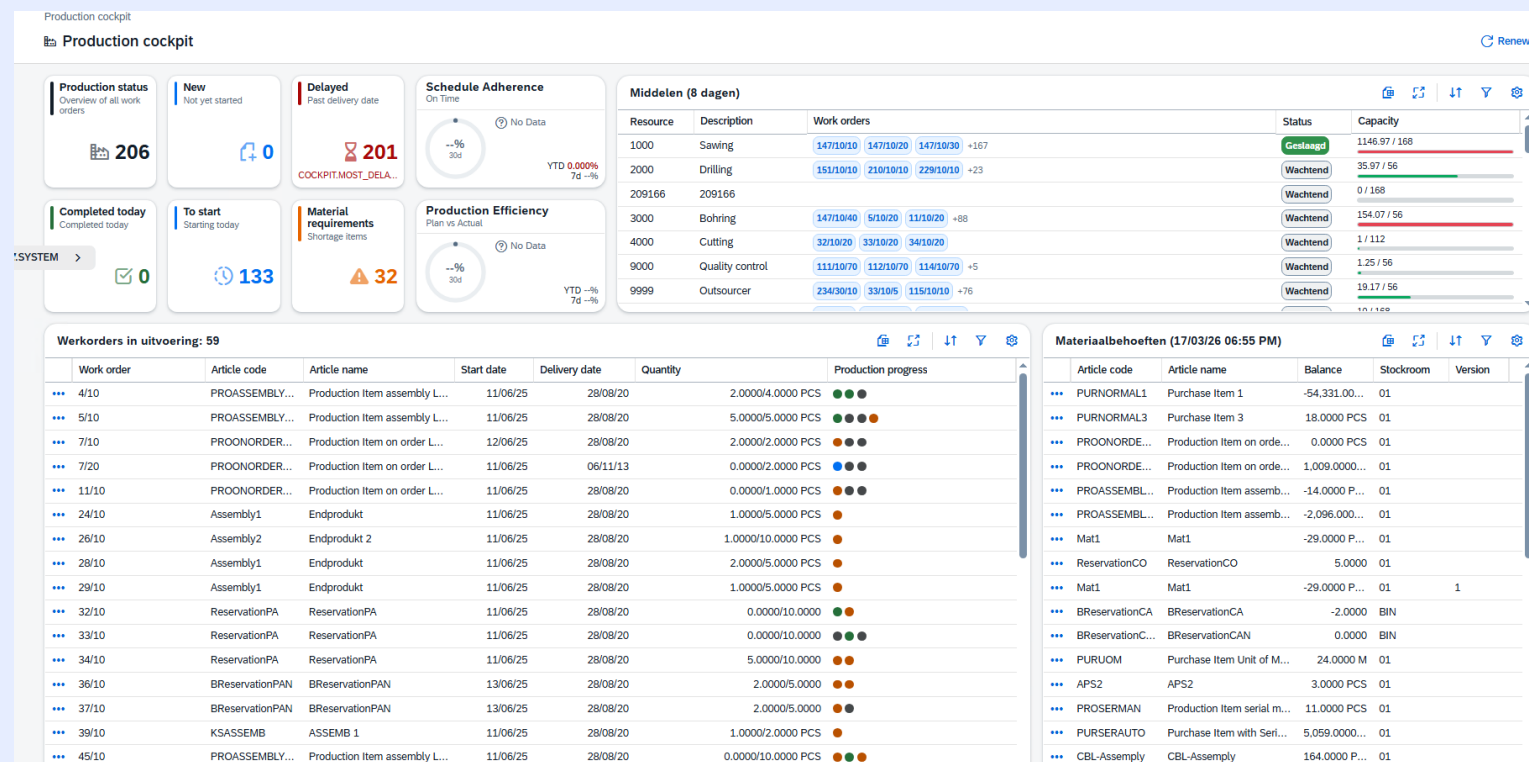 Production cockpit
Production cockpit
Renew
Production status
Overview of all work
orders
206
New
Not yet started
0
Delayed
Past delivery date
201
COCKPIT.MOST_DELA...
Schedule Adherence
On Time
--%
30d
No Data
YTD 0.000%
7d --%
Completed today
Completed today
0
To start
Starting today
133
Material
requirements
Shortage items
32
Production Efficiency
Plan vs Actual
--%
30d
No Data
YTD --%
7d --%
.SYSTEM
Middelen (8 dagen)
Resource Description Work orders Status Capacity
1000 Sawing 147/10/10 147/10/20 147/10/30 +167 Geslaagd 1146.97 / 168
2000 Drilling 151/10/10 210/10/10 229/10/10 +23 Wachtend 35.97 / 56
209166 209166 Wachtend 0 / 168
3000 Bohring 147/10/40 5/10/20 11/10/20 +88 Wachtend 154.07 / 56
4000 Cutting 32/10/20 33/10/20 34/10/20 Wachtend 1 / 112
9000 Quality control 111/10/70 112/10/70 114/10/70 +5 Wachtend 1.25 / 56
9999 Outsourcer 234/30/10 33/10/5 115/10/10 +76 Wachtend 19.17 / 56
10 / 168
Werkorders in uitvoering: 59
Work order Article code Article name Start date Delivery date Quantity Production progress
4/10 PROASSEMBLY... Production Item assembly L... 11/06/25 28/08/20 2.0000/4.0000 PCS
5/10 PROASSEMBLY... Production Item assembly L... 11/06/25 28/08/20 5.0000/5.0000 PCS
7/10 PROONORDER... Production Item on order L... 12/06/25 28/08/20 2.0000/2.0000 PCS
7/20 PROONORDER... Production Item on order L... 11/06/25 06/11/13 0.0000/2.0000 PCS
11/10 PROONORDER... Production Item on order L... 11/06/25 28/08/20 0.0000/1.0000 PCS
24/10 Assembly1 Endprodukt 11/06/25 28/08/20 1.0000/5.0000 PCS
26/10 Assembly2 Endprodukt 2 11/06/25 28/08/20 1.0000/10.0000 PCS
28/10 Assembly1 Endprodukt 11/06/25 28/08/20 2.0000/5.0000 PCS
29/10 Assembly1 Endprodukt 11/06/25 28/08/20 1.0000/5.0000 PCS
32/10 ReservationPA ReservationPA 11/06/25 28/08/20 0.0000/10.0000
33/10 ReservationPA ReservationPA 11/06/25 28/08/20 0.0000/10.0000
34/10 ReservationPA ReservationPA 11/06/25 28/08/20 5.0000/10.0000
36/10 BReservationPAN BReservationPAN 13/06/25 28/08/20 2.0000/5.0000
37/10 BReservationPAN BReservationPAN 13/06/25 28/08/20 2.0000/5.0000
39/10 KSASSEMB ASSEMB 1 11/06/25 28/08/20 1.0000/2.0000 PCS
45/10 PROASSEMBLY... Production Item assembly L... 11/06/25 28/08/20 0.0000/10.0000 PCS
Materiaalbehoeften (17/03/26 06:55 PM)
Article code Article name Balance Stockroom Version
PURNORMAL1 Purchase Item 1 -54,331.00... 01
PURNORMAL3 Purchase Item 3 18.0000 PCS 01
PROONORDE... Production Item on orde... 0.0000 PCS 01
PROONORDE... Production Item on orde... 1,009.0000... 01
PROASSEMBL... Production Item assemb... -14.0000 P... 01
PROASSEMBL... Production Item assemb... -2,096.000... 01
Mat1 Mat1 -29.0000 P... 01
ReservationCO ReservationCO 5.0000 01
Mat1 Mat1 -29.0000 P... 01 1
BReservationCA BReservationCA -2.0000 BIN
BReservationC... BReservationCAN 0.0000 BIN
PURUOM Purchase Item Unit of M... 24.0000 M 01
APS2 APS2 3.0000 PCS 01
PROSERMAN Production Item serial m... 11.0000 PCS 01
PURSERAUTO Purchase Item with Seri... 5,059.0000... 01
CBL-Assemply CBL-Assemply 164.0000 P... 01